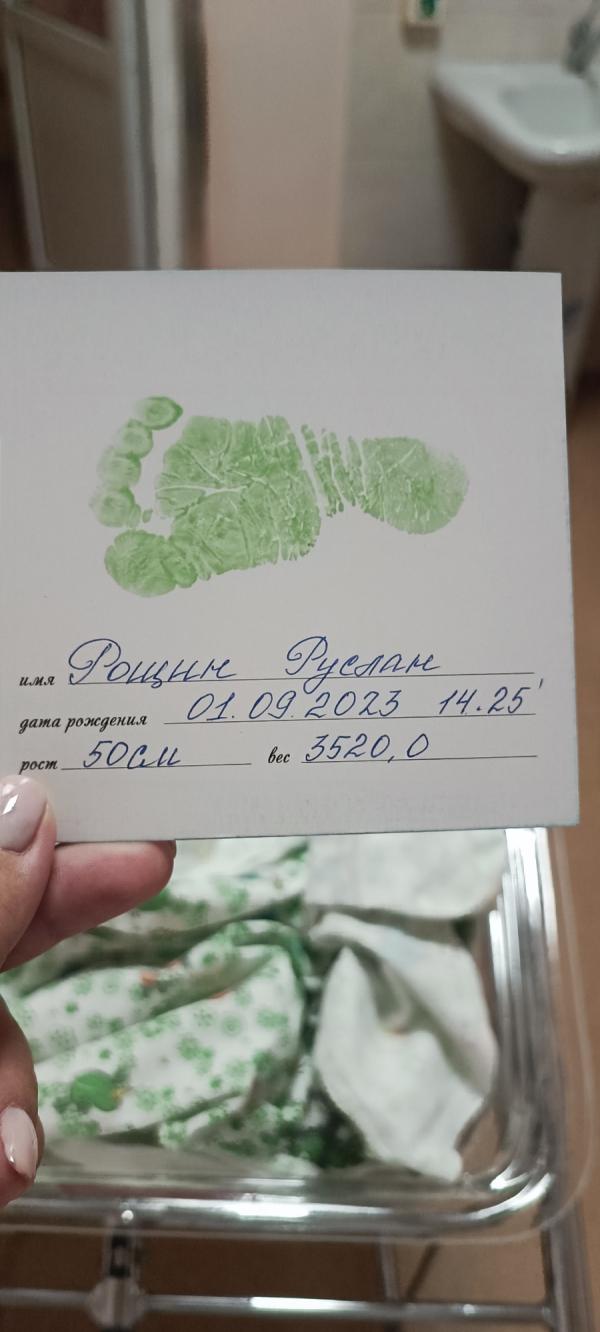 имя Рощин Руслан
дата рождения 01.09.2023 14.25'
рост 50см вес 3520,0